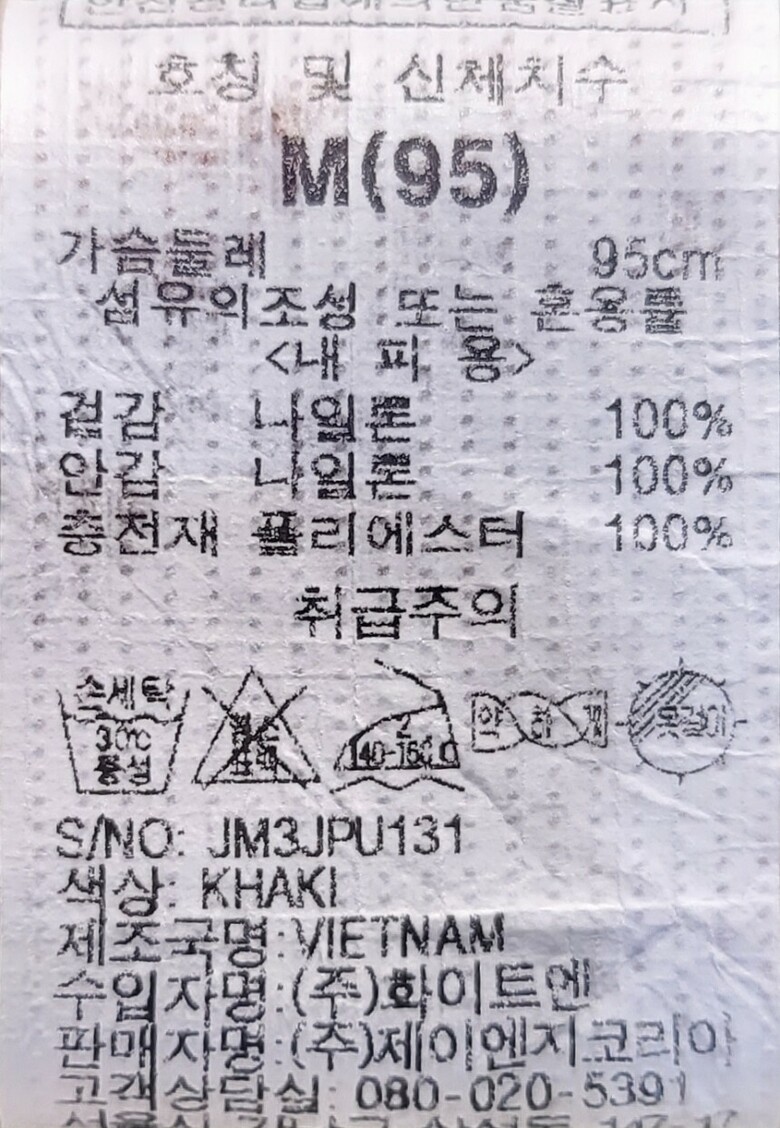 호칭 및 신체치수
M(95)
가슴둘레 95cm
섬유의조성 또는 혼용률
<내 피 용>
겉감 나일론 100%
안감 나일론 100%
충전재 폴리에스터 100%
취급주의
손세탁
30℃
중성
2
140-160℃
약 하 게
옷걸이
S/NO: JM3JPU131
색상: KHAKI
제조국명:VIETNAM
수입자명:(주)화이트엔
판매자명:(주)제이엔지코리아
고객상담실: 080-020-5391